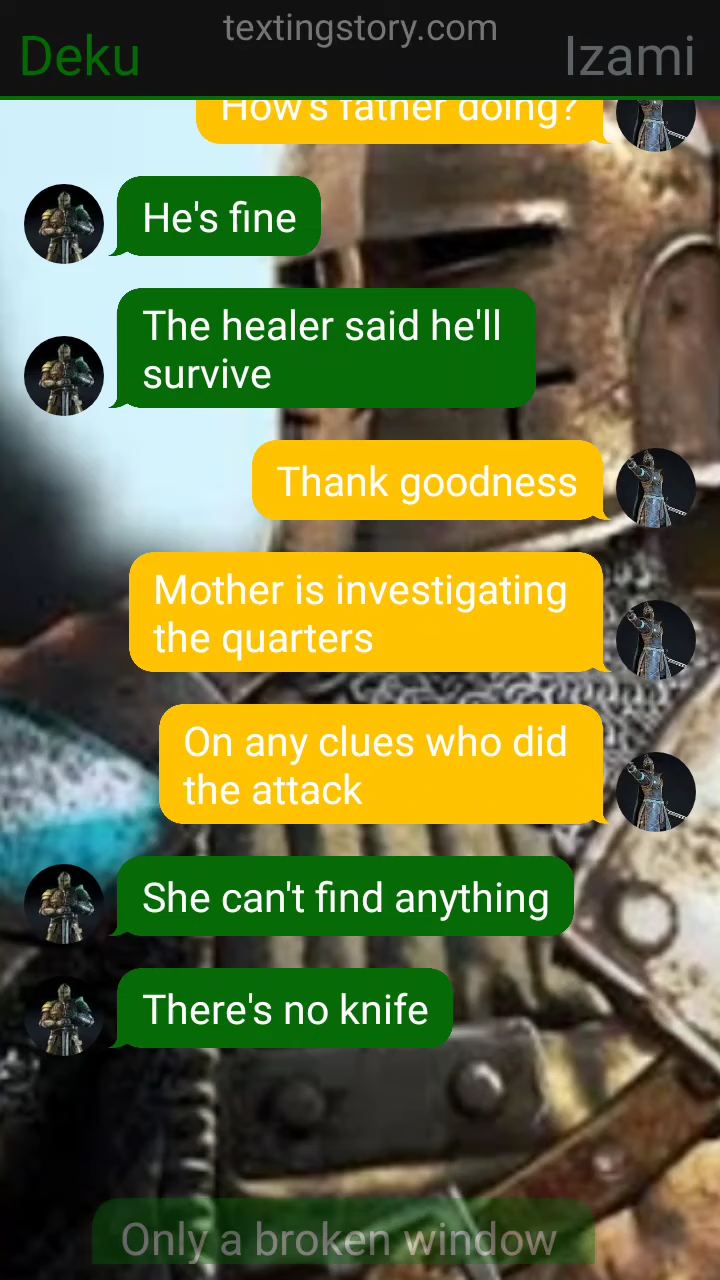 textingstory.com
Deku
Izami
How's father doing?
He's fine
The healer said he'll
survive
Thank goodness
Mother is investigating
the quarters
On any clues who did
the attack
She can't find anything
There's no knife
Only a broken window